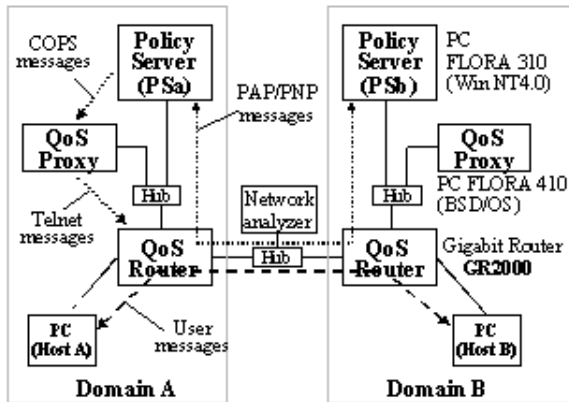 COPS
messages
Policy
Server
(PSa)
PAP/PNP
messages
Policy
Server
(PSb)
PC
FLORA 310
(Win NT4.0)
QoS
Proxy
QoS
Proxy
PC FLORA 410
(BSD/OS)
Hub
Network
analyzer
Hub
Telnet
messages
QoS
Router
Hub
QoS
Router
Gigabit Router
GR2000
PC
(Host A)
User
messages
PC
(Host B)
Domain A
Domain B